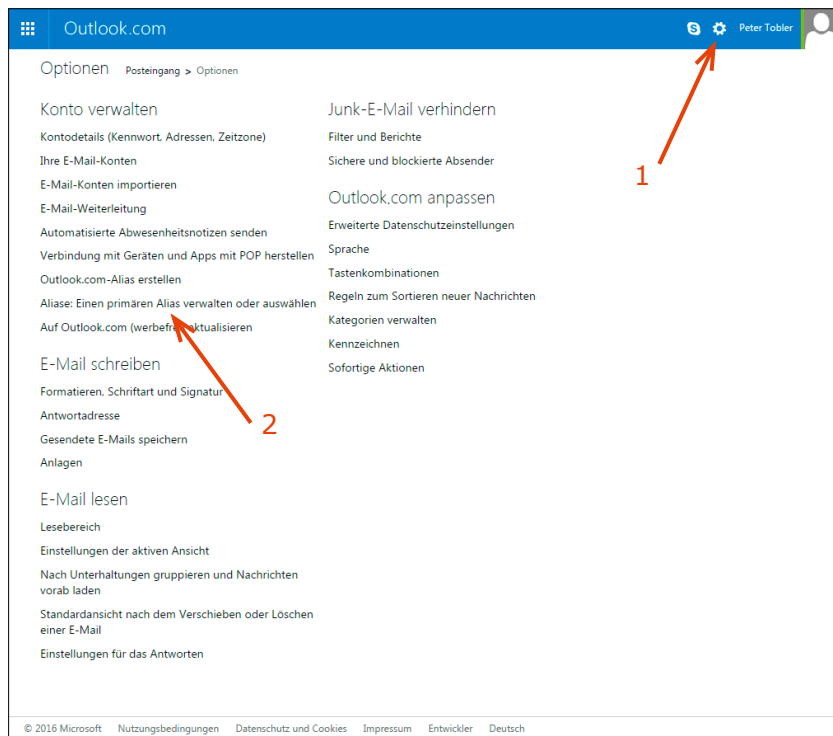 Outlook.com
Peter Tobler
Optionen Posteingang > Optionen
Konto verwalten
Kontodetails (Kennwort, Adressen, Zeitzone)
Ihre E-Mail-Konten
E-Mail-Konten importieren
E-Mail-Weiterleitung
Automatisierte Abwesenheitsnotizen senden
Verbindung mit Geräten und Apps mit POP herstellen
Outlook.com-Alias erstellen
Aliase: Einen primären Alias verwalten oder auswählen
Auf Outlook.com (werbefrei) aktualisieren
E-Mail schreiben
Formatieren, Schriftart und Signatur
Antwortadresse
Gesendete E-Mails speichern
Anlagen
E-Mail lesen
Lesebereich
Einstellungen der aktiven Ansicht
Nach Unterhaltungen gruppieren und Nachrichten
vorab laden
Standardansicht nach dem Verschieben oder Löschen
einer E-Mail
Einstellungen für das Antworten
Junk-E-Mail verhindern
Filter und Berichte
Sichere und blockierte Absender
Outlook.com anpassen
Erweiterte Datenschutzeinstellungen
Sprache
Tastenkombinationen
Regeln zum Sortieren neuer Nachrichten
Kategorien verwalten
Kennzeichnen
Sofortige Aktionen
1
2
© 2016 Microsoft Nutzungsbedingungen Datenschutz und Cookies Impressum Entwickler Deutsch